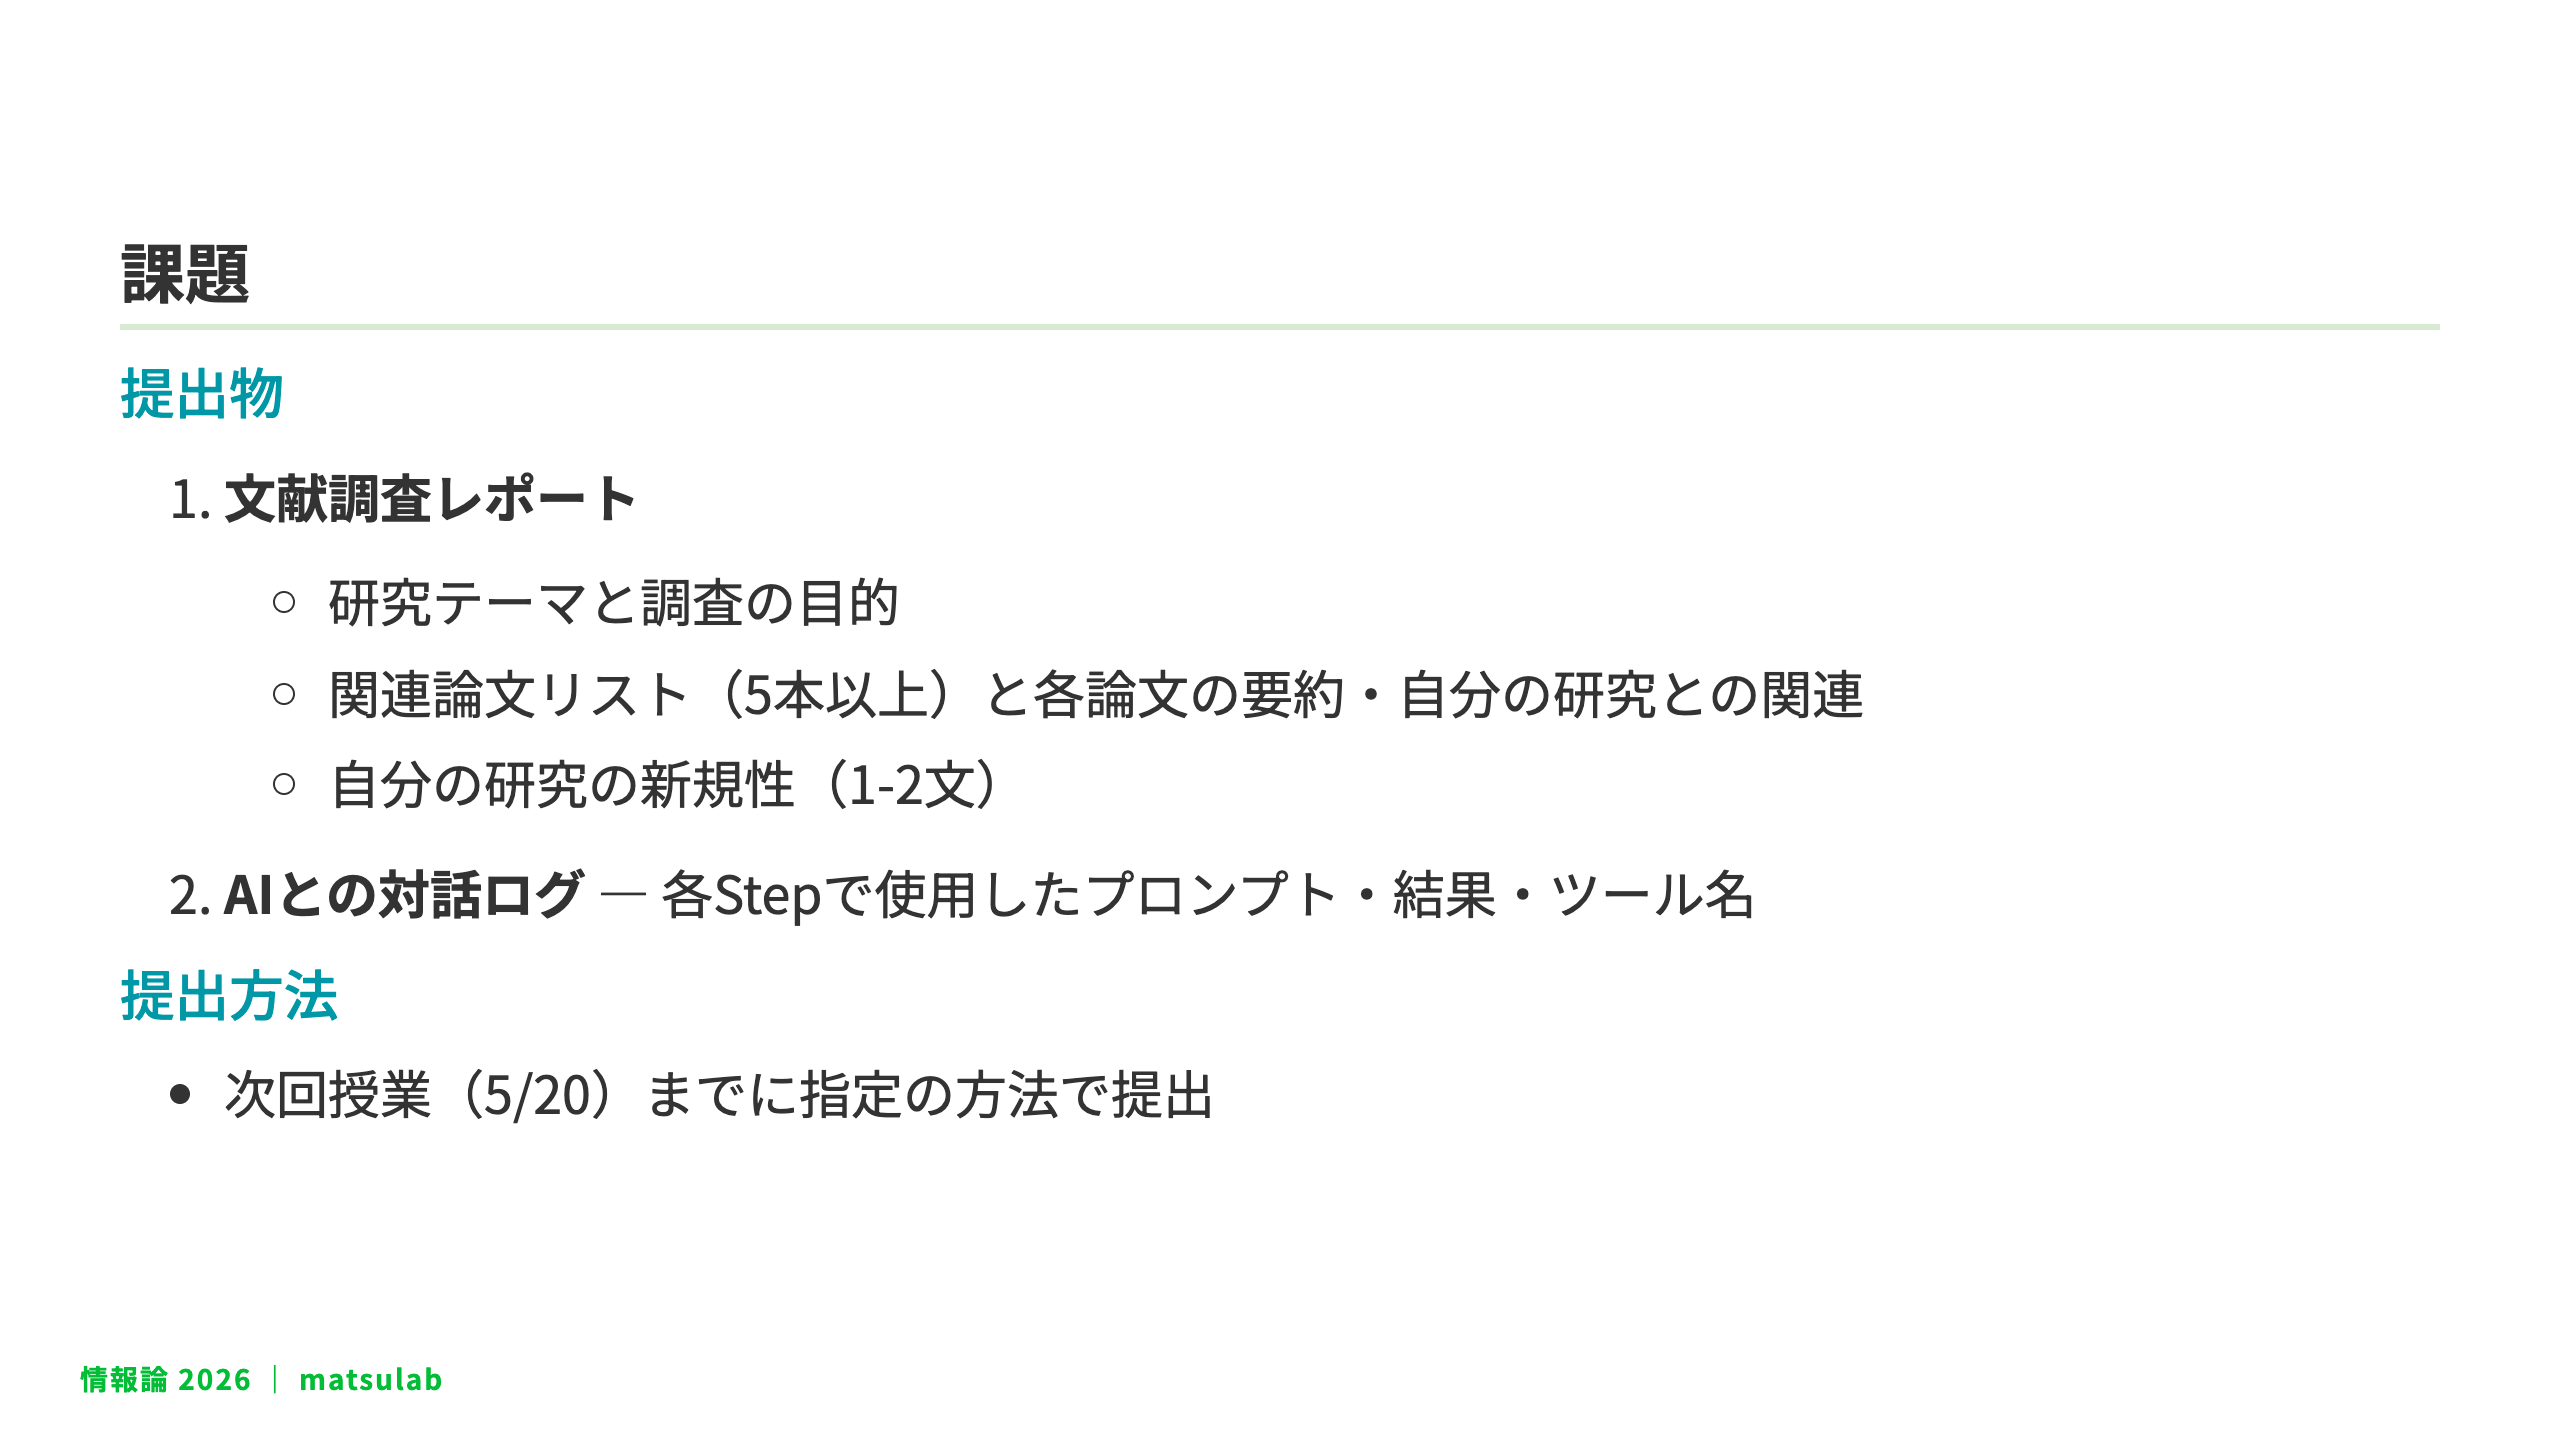 課題
提出物
1. 文献調査レポート
○ 研究テーマと調査の目的
○ 関連論文リスト（5本以上）と各論文の要約・自分の研究との関連
○ 自分の研究の新規性（1-2文）
2. AIとの対話ログ — 各Stepで使用したプロンプト・結果・ツール名
提出方法
• 次回授業（5/20）までに指定の方法で提出
情報論 2026 ｜ matsulab